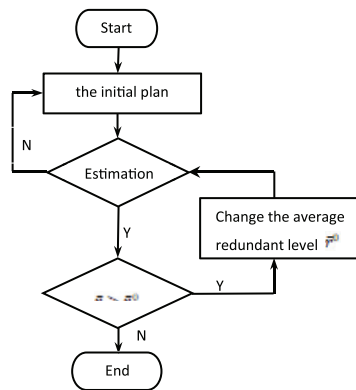 Start
the initial plan
N
Estimation
Y
Change the average
redundant level
Y
N
End